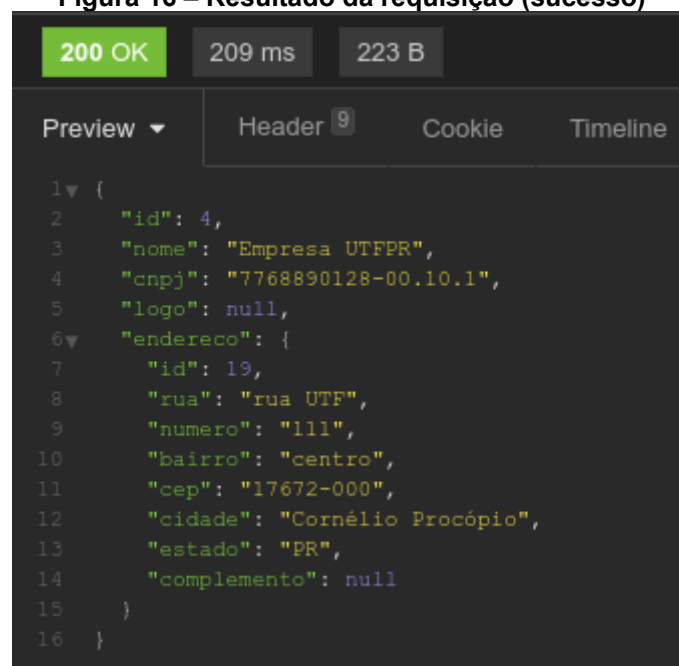 Figura 16 – Resultado da requisição (sucesso)
200 OK 209 ms 223 B
Preview ▼ Header 9 Cookie Timeline
1▼ {
2 "id": 4,
3 "nome": "Empresa UTFPR",
4 "cnpj": "7768890128-00.10.1",
5 "logo": null,
6▼ "endereco": {
7 "id": 19,
8 "rua": "rua UTF",
9 "numero": "111",
10 "bairro": "centro",
11 "cep": "17672-000",
12 "cidade": "Cornélio Procópio",
13 "estado": "PR",
14 "complemento": null
15 }
16 }